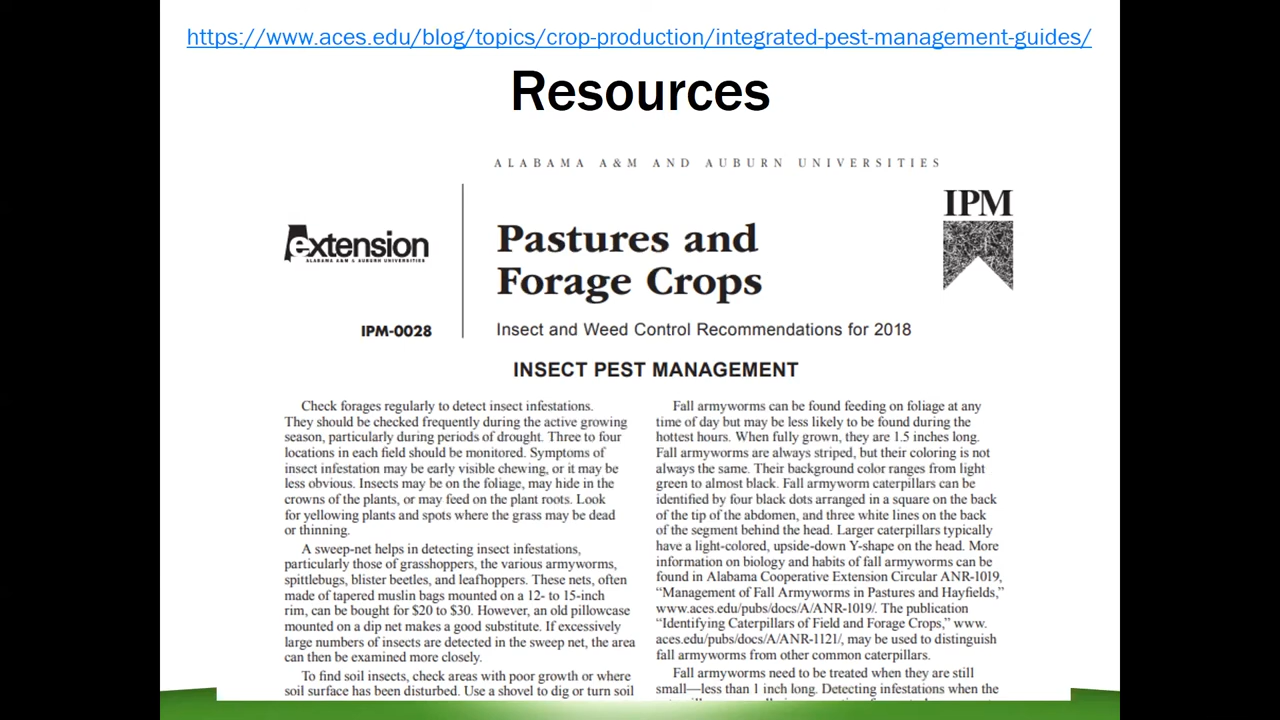 https://www.aces.edu/blog/topics/crop-production/integrated-pest-management-guides/
Resources
ALABAMA A&M AND AUBURN UNIVERSITIES
extension
ALABAMA A&M & AUBURN UNIVERSITIES
IPM-0028
Pastures and
Forage Crops
Insect and Weed Control Recommendations for 2018
IPM
INSECT PEST MANAGEMENT
Check forages regularly to detect insect infestations.
They should be checked frequently during the active growing
season, particularly during periods of drought. Three to four
locations in each field should be monitored. Symptoms of
insect infestation may be early visible chewing, or it may be
less obvious. Insects may be on the foliage, may hide in the
crowns of the plants, or may feed on the plant roots. Look
for yellowing plants and spots where the grass may be dead
or thinning.
A sweep-net helps in detecting insect infestations,
particularly those of grasshoppers, the various armyworms,
spittlebugs, blister beetles, and leafhoppers. These nets, often
made of tapered muslin bags mounted on a 12- to 15-inch
rim, can be bought for $20 to $30. However, an old pillowcase
mounted on a dip net makes a good substitute. If excessively
large numbers of insects are detected in the sweep net, the area
can then be examined more closely.
To find soil insects, check areas with poor growth or where
soil surface has been disturbed. Use a shovel to dig or turn soil
Fall armyworms can be found feeding on foliage at any
time of day but may be less likely to be found during the
hottest hours. When fully grown, they are 1.5 inches long.
Fall armyworms are always striped, but their coloring is not
always the same. Their background color ranges from light
green to almost black. Fall armyworm caterpillars can be
identified by four black dots arranged in a square on the back
of the tip of the abdomen, and three white lines on the back
of the segment behind the head. Larger caterpillars typically
have a light-colored, upside-down Y-shape on the head. More
information on biology and habits of fall armyworms can be
found in Alabama Cooperative Extension Circular ANR-1019,
“Management of Fall Armyworms in Pastures and Hayfields,”
www.aces.edu/pubs/docs/A/ANR-1019/. The publication
“Identifying Caterpillars of Field and Forage Crops,” www.
aces.edu/pubs/docs/A/ANR-1121/, may be used to distinguish
fall armyworms from other common caterpillars.
Fall armyworms need to be treated when they are still
small—less than 1 inch long. Detecting infestations when the